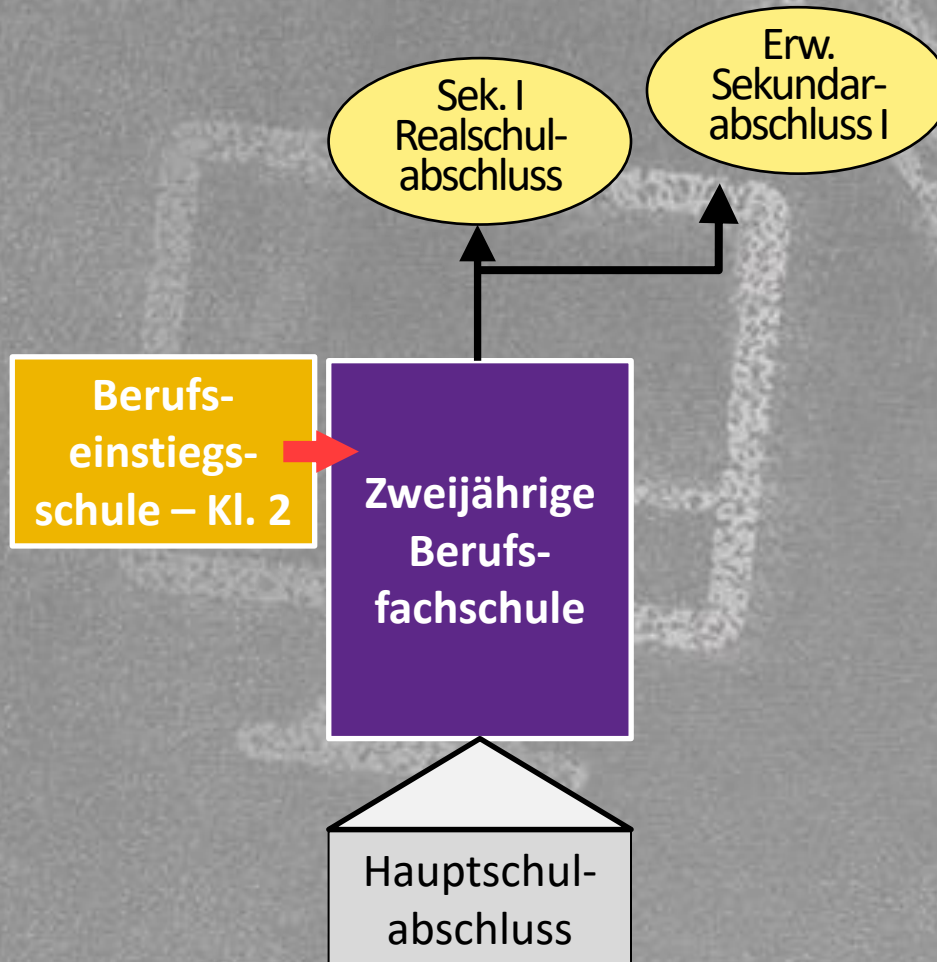 Sek. I
Realschul-
abschluss
Erw.
Sekundar-
abschluss I
Berufs-
einstiegs-
schule – Kl. 2
Zweijährige
Berufs-
fachschule
Hauptschul-
abschluss